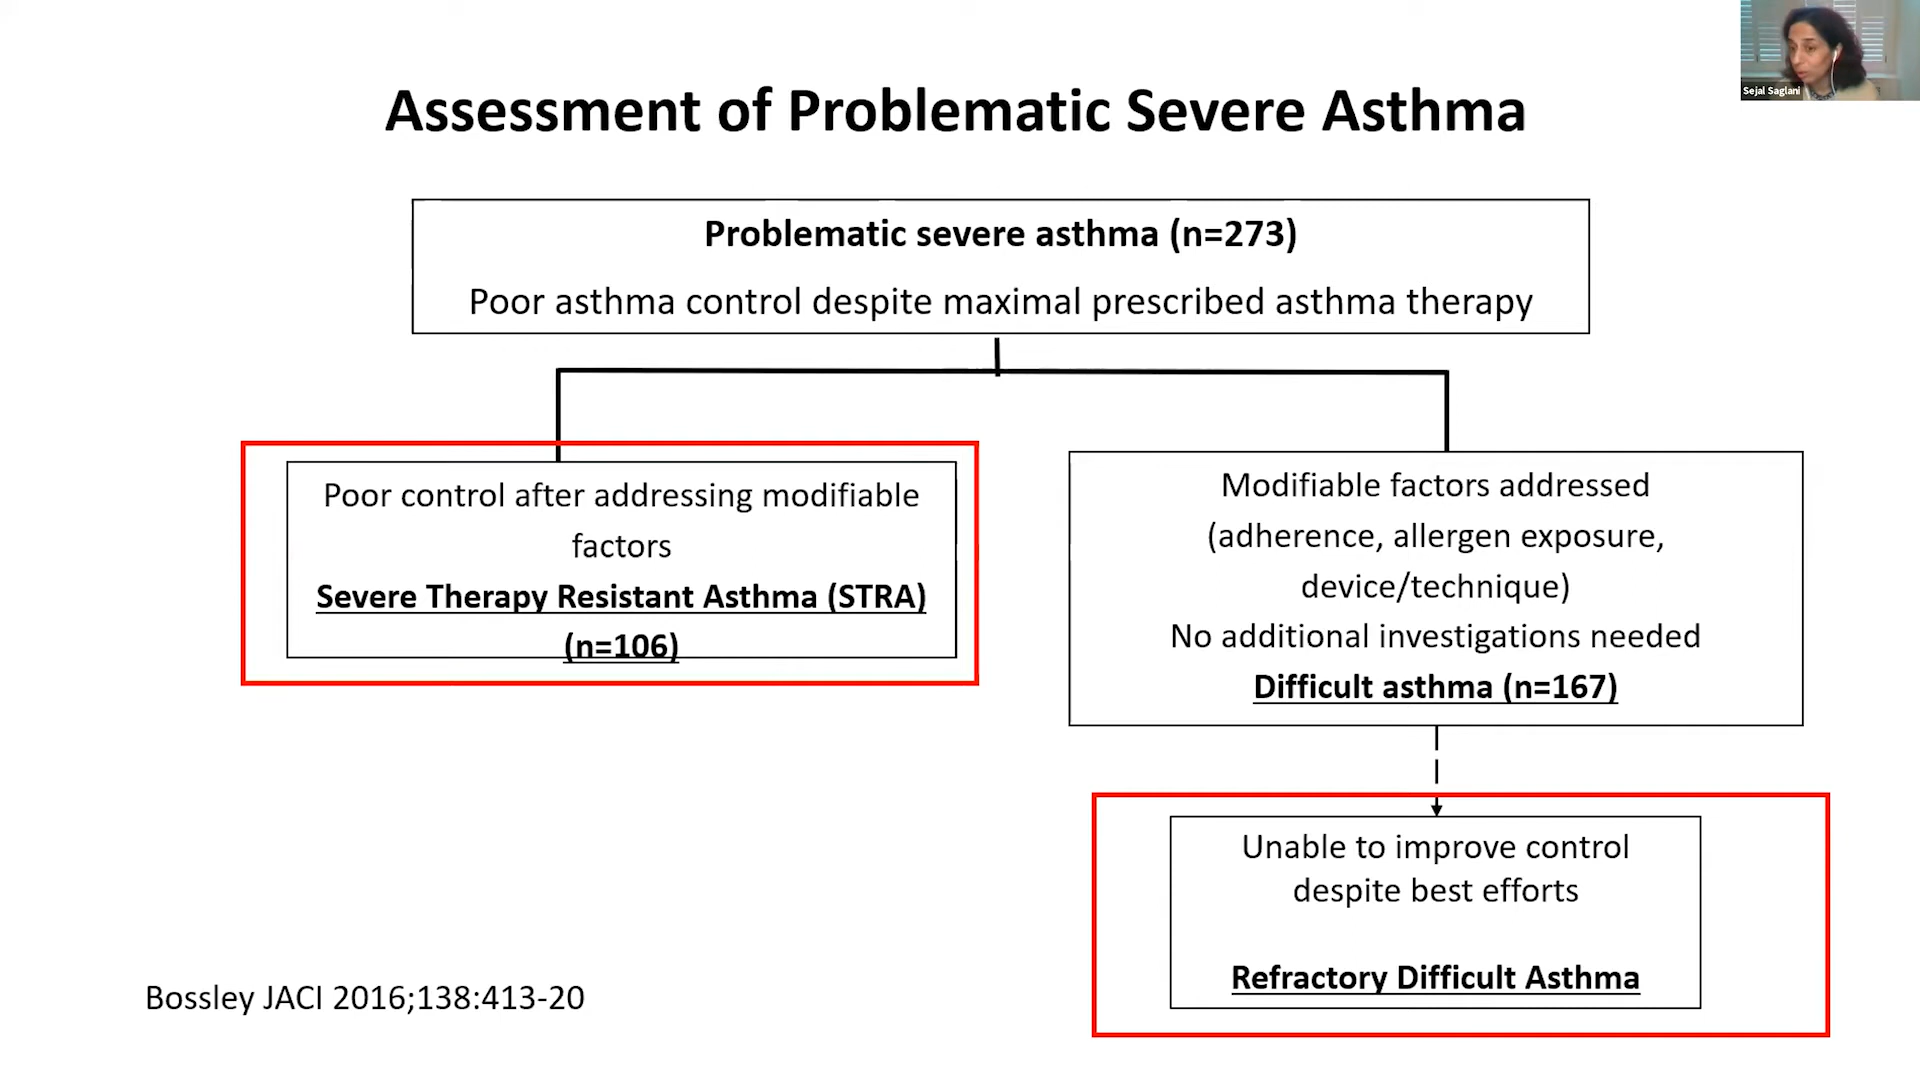 Sejal Saglani
Assessment of Problematic Severe Asthma
Problematic severe asthma (n=273)
Poor asthma control despite maximal prescribed asthma therapy
Poor control after addressing modifiable
factors
Severe Therapy Resistant Asthma (STRA)
(n=106)
Modifiable factors addressed
(adherence, allergen exposure,
device/technique)
No additional investigations needed
Difficult asthma (n=167)
Unable to improve control
despite best efforts
Refractory Difficult Asthma
Bossley JACI 2016;138:413-20